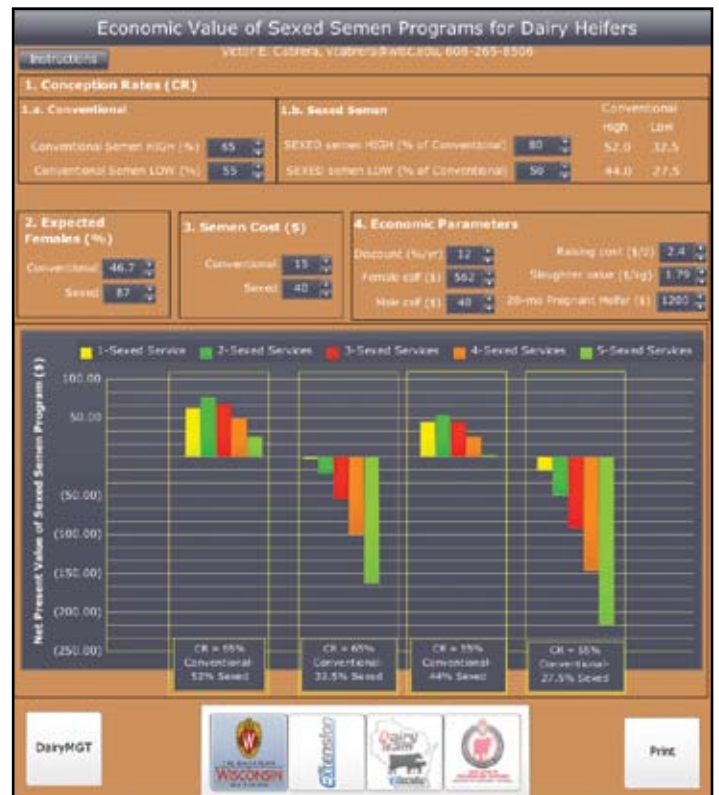 Economic Value of Sexed Semen Programs for Dairy Heifers
Instructions
Victor E. Cabrera, vcabrera@wisc.edu, 608-265-8506
1. Conception Rates (CR)
1.a. Conventional
Conventional Semen HIGH (%) 65
Conventional Semen LOW (%) 55
1.b. Sexed Semen
Conventional
High Low
SEXED semen HIGH (% of Conventional) 80 52.0 32.5
SEXED semen LOW (% of Conventional) 50 44.0 27.5
2. Expected
Females (%)
Conventional 46.7
Sexed 87
3. Semen Cost ($)
Conventional 15
Sexed 40
4. Economic Parameters
Discount (%/yr) 12 Raising cost ($/d) 2.4
Female calf ($) 562 Slaughter value ($/kg) 1.79
Male calf ($) 48 28-mo Pregnant Heifer ($) 1200
1-Sexed Service 2-Sexed Services 3-Sexed Services 4-Sexed Services 5-Sexed Services
Net Present Value of Sexed Semen Program ($)
100.00
50.00
(50.00)
(100.00)
(150.00)
(200.00)
(250.00)
CR = 65%
Conventional-
52% Sexed
CR = 65%
Conventional-
32.5% Sexed
CR = 55%
Conventional-
44% Sexed
CR = 55%
Conventional-
27.5% Sexed
DairyMGT
WISCONSIN
eXtension
Dairy
Team
Print